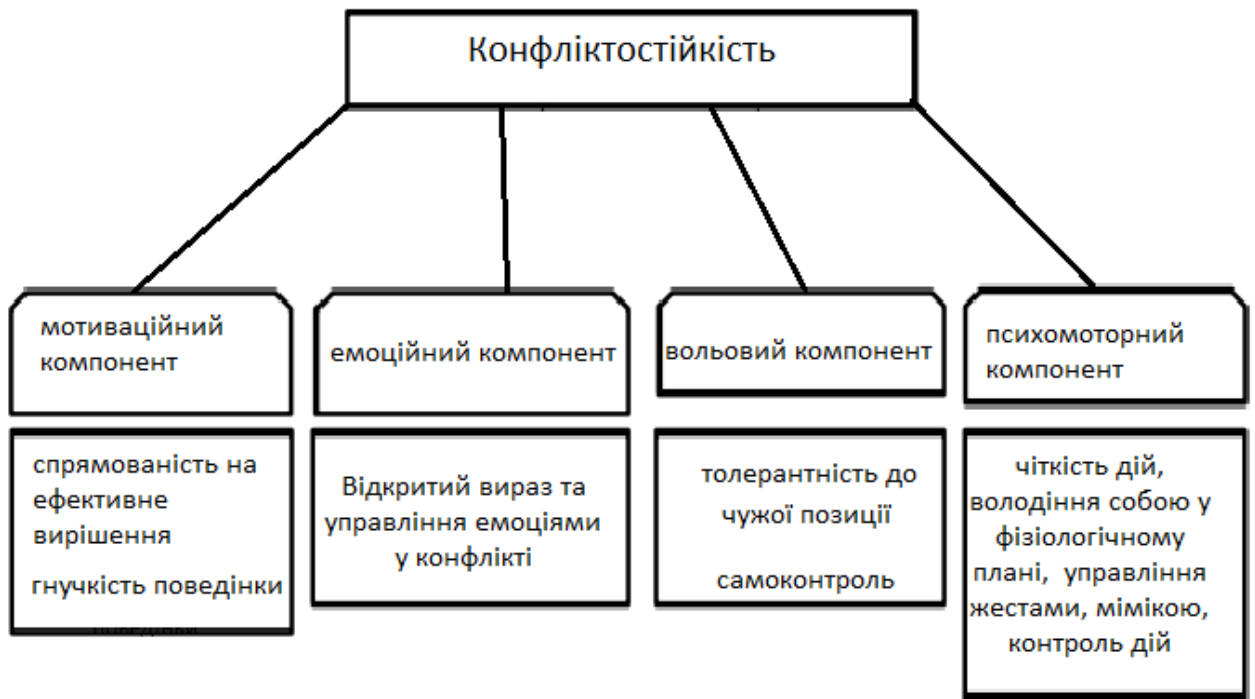 Конфліктостійкість
мотиваційний
компонент
емоційний компонент
вольовий компонент
психомоторний
компонент
спрямованість на
ефективне
вирішення
гнучкість поведінки
Відкритий вираз та
управління емоціями
у конфлікті
толерантність до
чужої позиції
самоконтроль
чіткість дій,
володіння собою у
фізіологічному
плані, управління
жестами, мімікою,
контроль дій